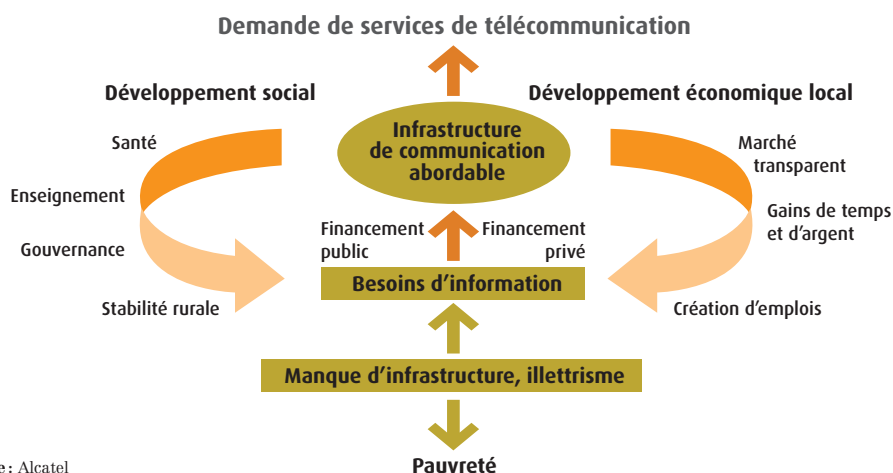 Demande de services de télécommunication
Développement social
Développement économique local
Infrastructure
de communication
abordable
Santé
Enseignement
Gouvernance
Stabilité rurale
Marché
transparent
Gains de temps
et d’argent
Création d’emplois
Financement
public
Financement
privé
Besoins d’information
Manque d’infrastructure, illettrisme
Pauvreté
: Alcatel